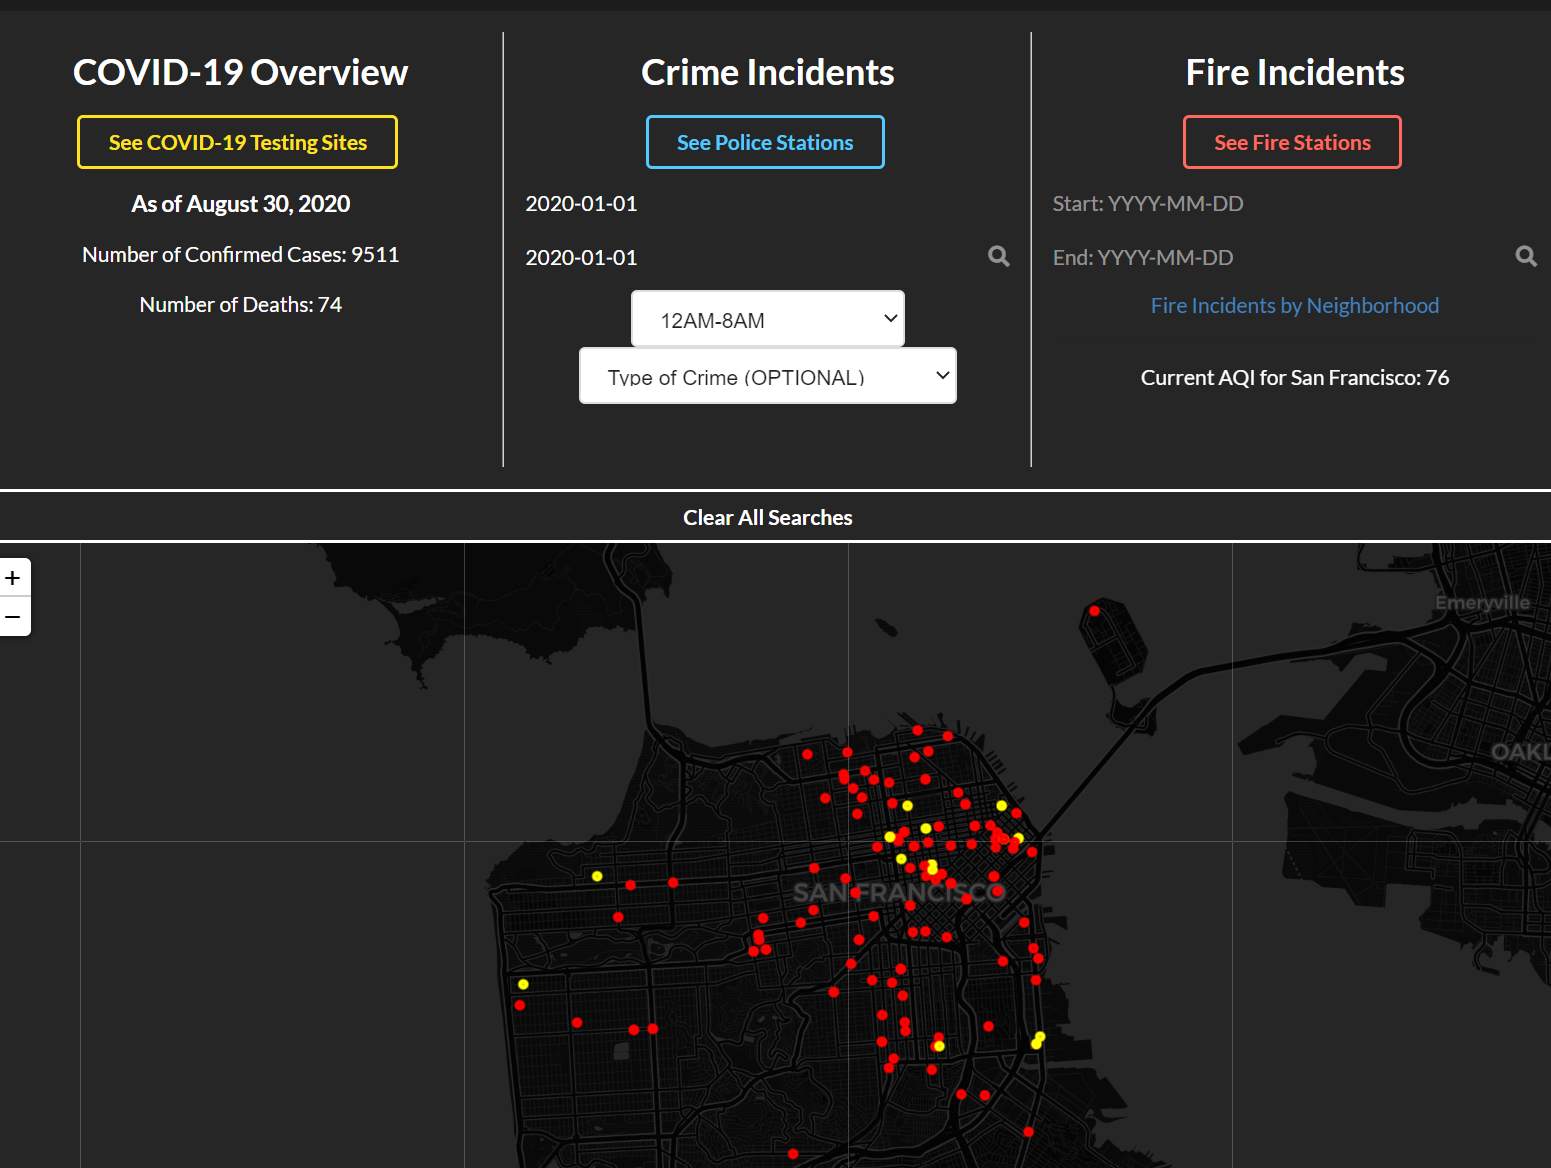 COVID-19 Overview
See COVID-19 Testing Sites
As of August 30, 2020
Number of Confirmed Cases: 9511
Number of Deaths: 74
Crime Incidents
See Police Stations
2020-01-01
2020-01-01
12AM-8AM
Type of Crime (OPTIONAL)
Fire Incidents
See Fire Stations
Start: YYYY-MM-DD
End: YYYY-MM-DD
Fire Incidents by Neighborhood
Current AQI for San Francisco: 76
Clear All Searches
+
−
Emeryville
OAKL
SAN FRANCISCO